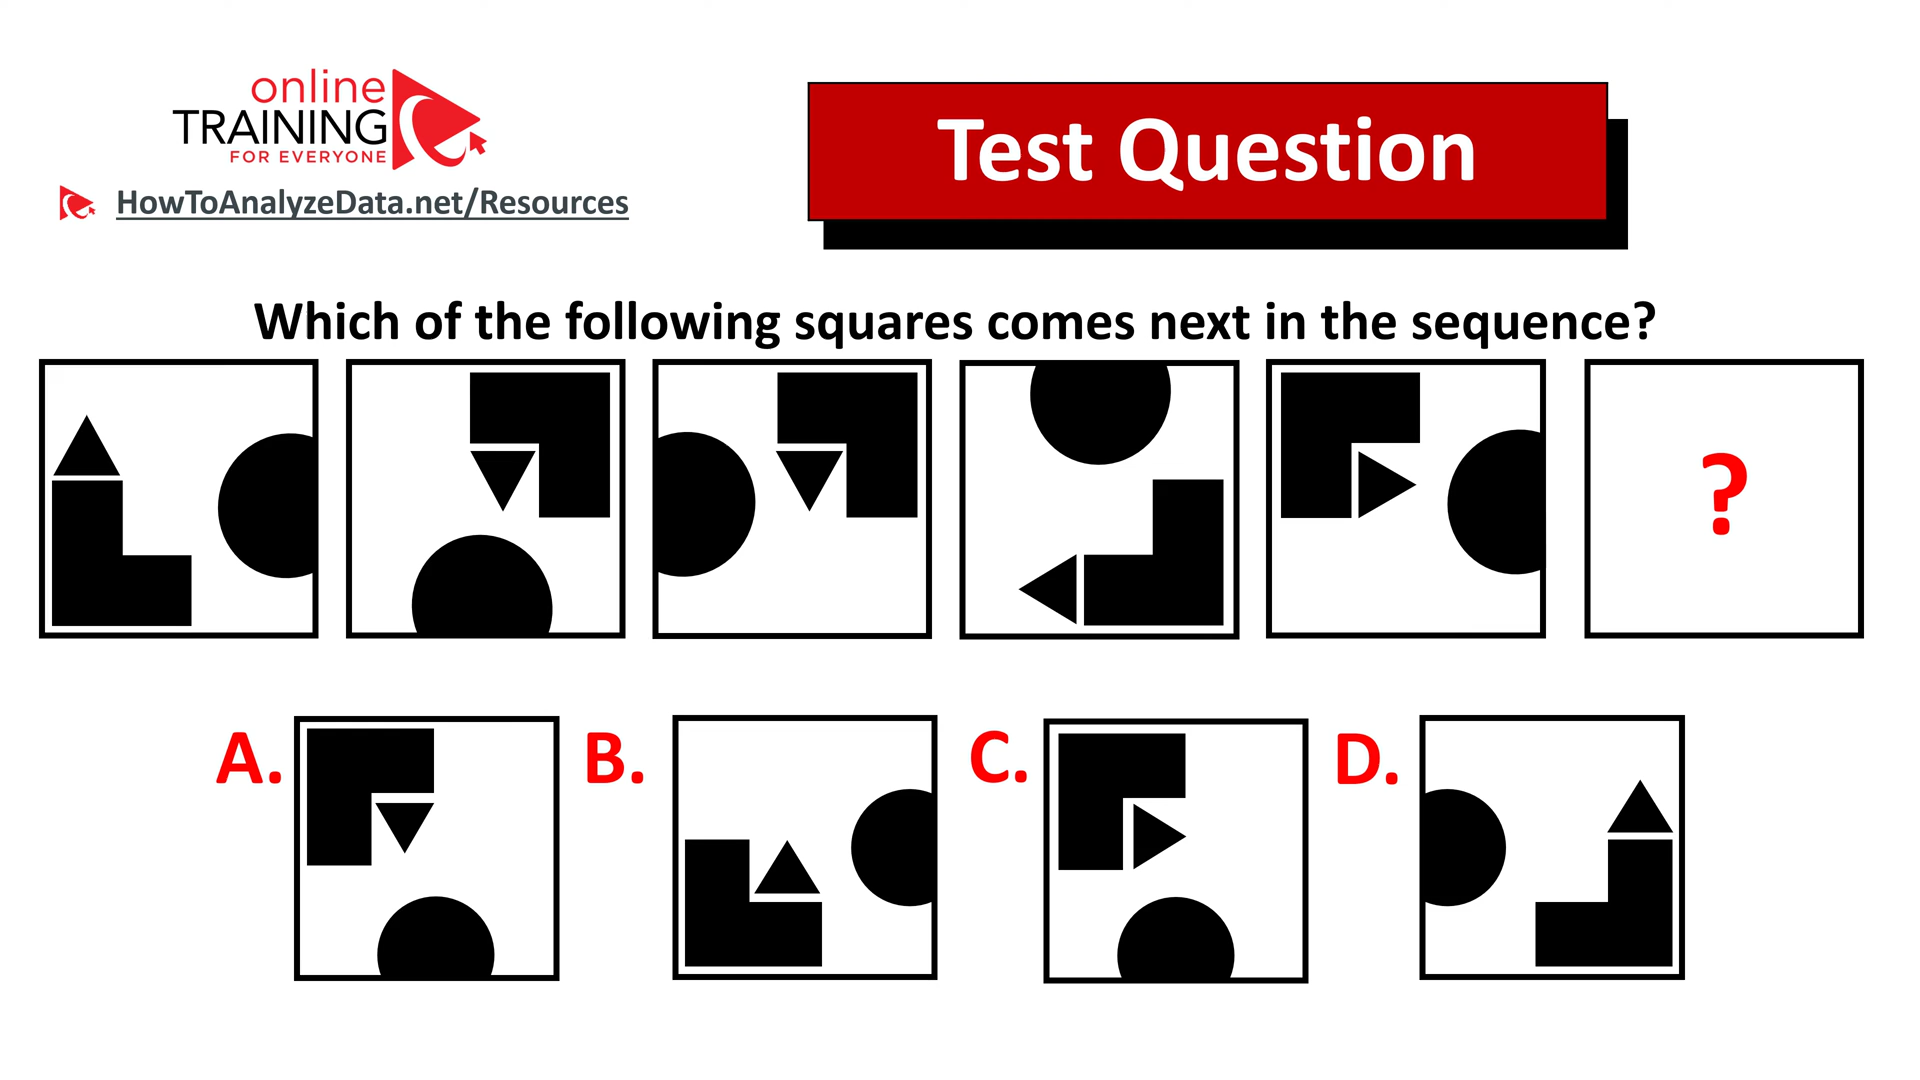 online
TRAINING
FOR EVERYONE
HowToAnalyzeData.net/Resources
Test Question
Which of the following squares comes next in the sequence?
?
A.
B.
C.
D.